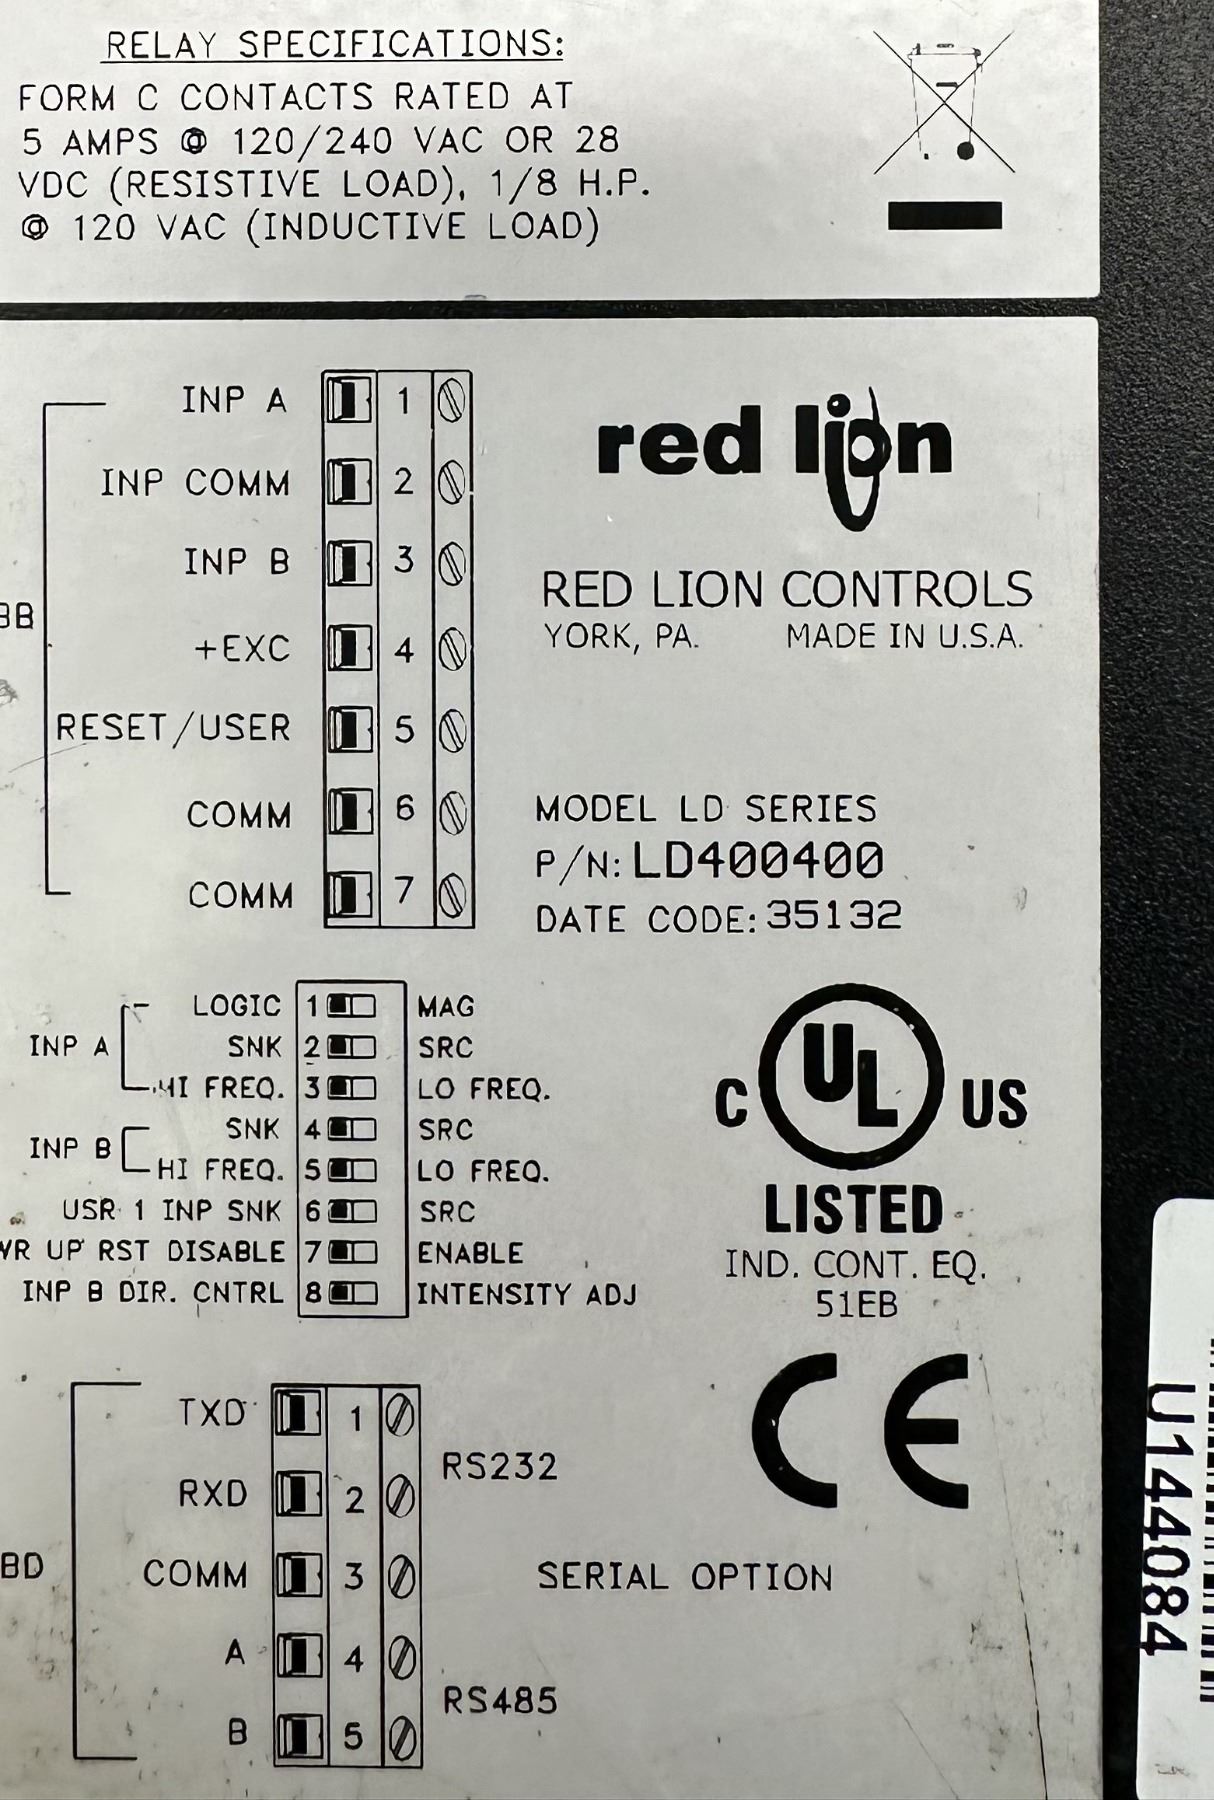 RELAY SPECIFICATIONS:
FORM C CONTACTS RATED AT
5 AMPS @ 120/240 VAC OR 28
VDC (RESISTIVE LOAD), 1/8 H.P.
@ 120 VAC (INDUCTIVE LOAD)
INP A 1
INP COMM 2
INP B 3
+EXC 4
RESET/USER 5
COMM 6
COMM 7
red lion
RED LION CONTROLS
YORK, PA. MADE IN U.S.A.
MODEL LD SERIES
P/N: LD400400
DATE CODE: 35132
INP A
LOGIC 1 MAG
SNK 2 SRC
HI FREQ. 3 LO FREQ.
INP B
SNK 4 SRC
HI FREQ. 5 LO FREQ.
USR 1 INP SNK 6 SRC
WR UP RST DISABLE 7 ENABLE
INP B DIR. CNTRL 8 INTENSITY ADJ
C UL US
LISTED
IND. CONT. EQ.
51EB
CE
TXD 1
RXD 2
RS232
BD
COMM 3
A 4
B 5
RS485
SERIAL OPTION
U144084